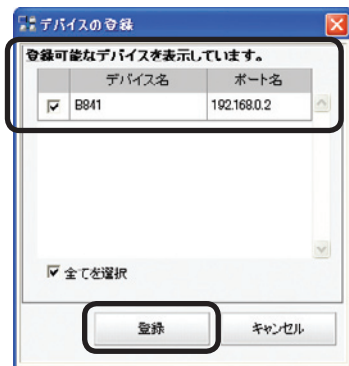 デバイスの登録
登録可能なデバイスを表示しています。
デバイス名 ポート名
B841 192.168.0.2
全てを選択
登録 キャンセル